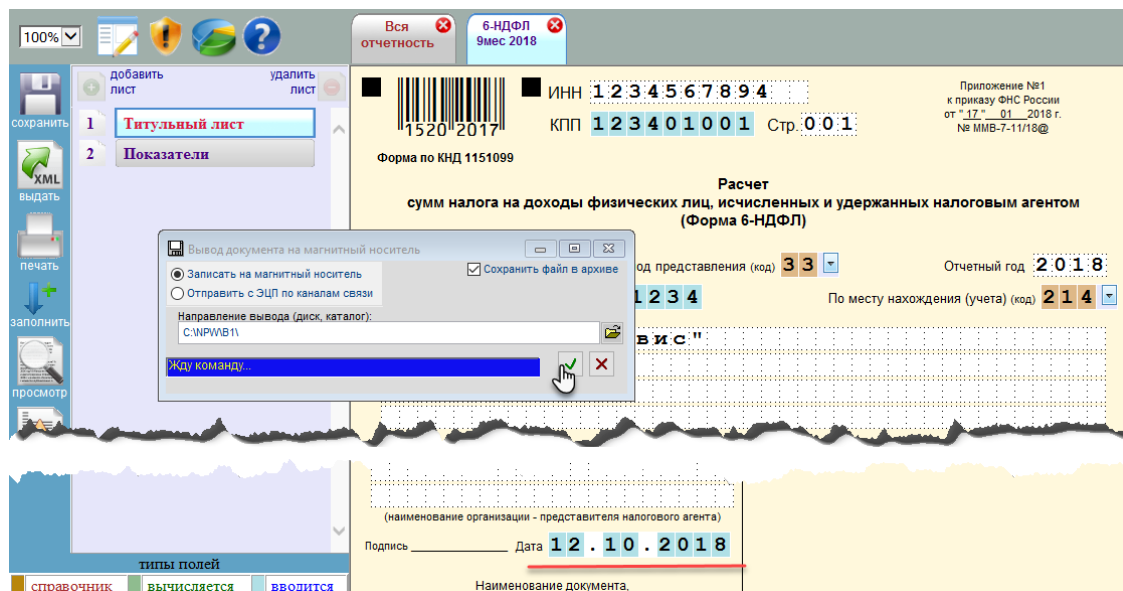 100%
Вся отчетность
6-НДФЛ 9мес 2018
сохранить
XML
выдать
печать
заполнить
просмотр
добавить лист
удалить лист
1 Титульный лист
2 Показатели
1520 2017
ИНН 1234567894
КПП 123401001 Стр. 001
Приложение №1
к приказу ФНС России
от " 17 " 01 2018 г.
№ ММВ-7-11/18@
Форма по КНД 1151099
Расчет
сумм налога на доходы физических лиц, исчисленных и удержанных налоговым агентом
(Форма 6-НДФЛ)
Вывод документа на магнитный носитель
Записать на магнитный носитель
Сохранить файл в архиве
Отправить с ЭЦП по каналам связи
Направление вывода (диск, каталог):
C:\NPW\B1\
Жду команду...
од представления (код) 33
Отчетный год 2018
1234
По месту нахождения (учета) (код) 214
вис"
(наименование организации - представителя налогового агента)
Подпись Дата 12.10.2018
Наименование документа,
типы полей
справочник вычисляется вводится